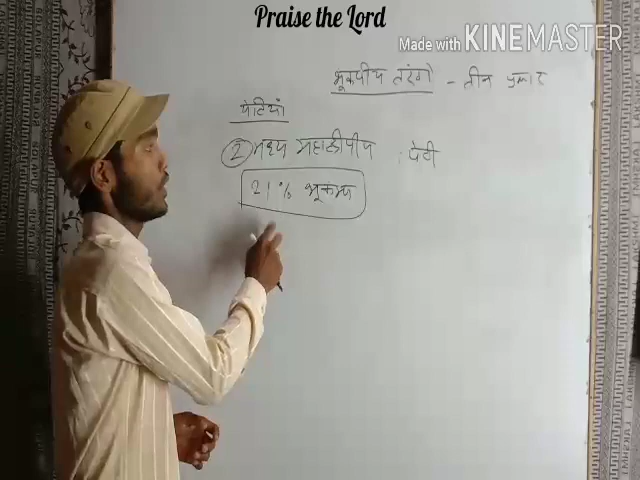 Praise the Lord
Made with KINEMASTER
भूकंपीय तरंगे - तीन प्रकार
पेटियां
2 मध्य महाद्वीपीय : पेटी
21 % भूकम्प